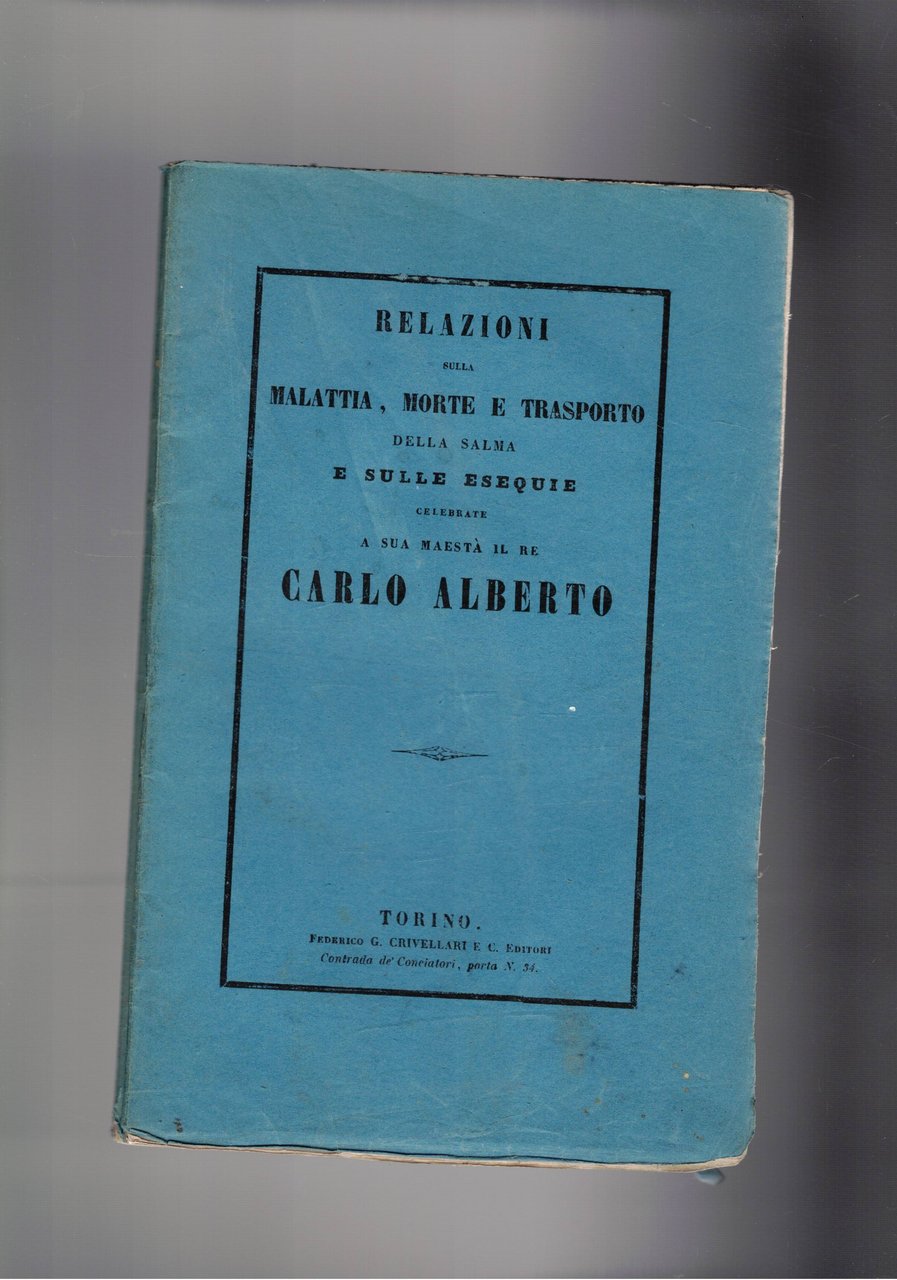 RELAZIONI
SULLA
MALATTIA, MORTE E TRASPORTO
DELLA SALMA
E SULLE ESEQUIE
CELEBRATE
A SUA MAESTÀ IL RE
CARLO ALBERTO
TORINO.
FEDERICO G. CRIVELLARI E C. EDITORI
Contrada de' Conciatori, porta N. 34.